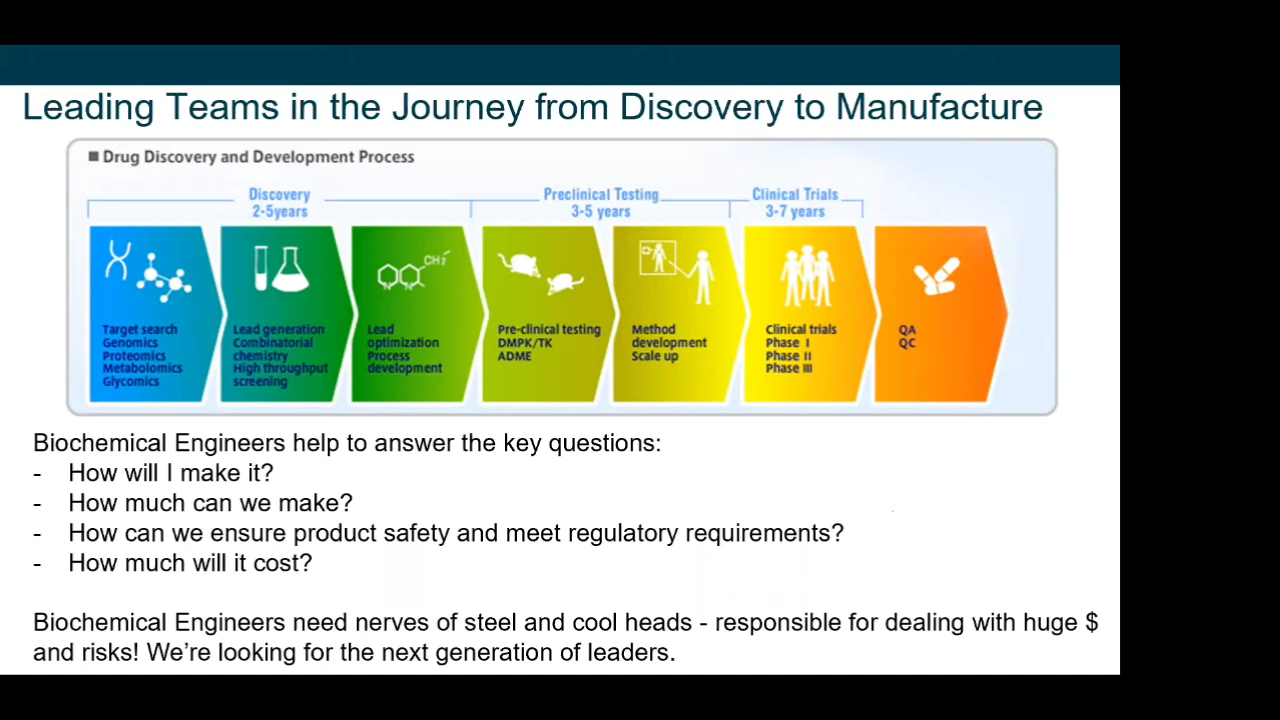 Leading Teams in the Journey from Discovery to Manufacture
■ Drug Discovery and Development Process
Discovery
2-5years
Preclinical Testing
3-5 years
Clinical Trials
3-7 years
Target search
Genomics
Proteomics
Metabolomics
Glycomics
Lead generation
Combinatorial
chemistry
High throughput
screening
CH2
N N
Lead
optimization
Process
development
Pre-clinical testing
DMPK/TK
ADME
Method
development
Scale up
Clinical trials
Phase I
Phase II
Phase III
QA
QC
Biochemical Engineers help to answer the key questions:
- How will I make it?
- How much can we make?
- How can we ensure product safety and meet regulatory requirements?
- How much will it cost?
Biochemical Engineers need nerves of steel and cool heads - responsible for dealing with huge $
and risks! We’re looking for the next generation of leaders.